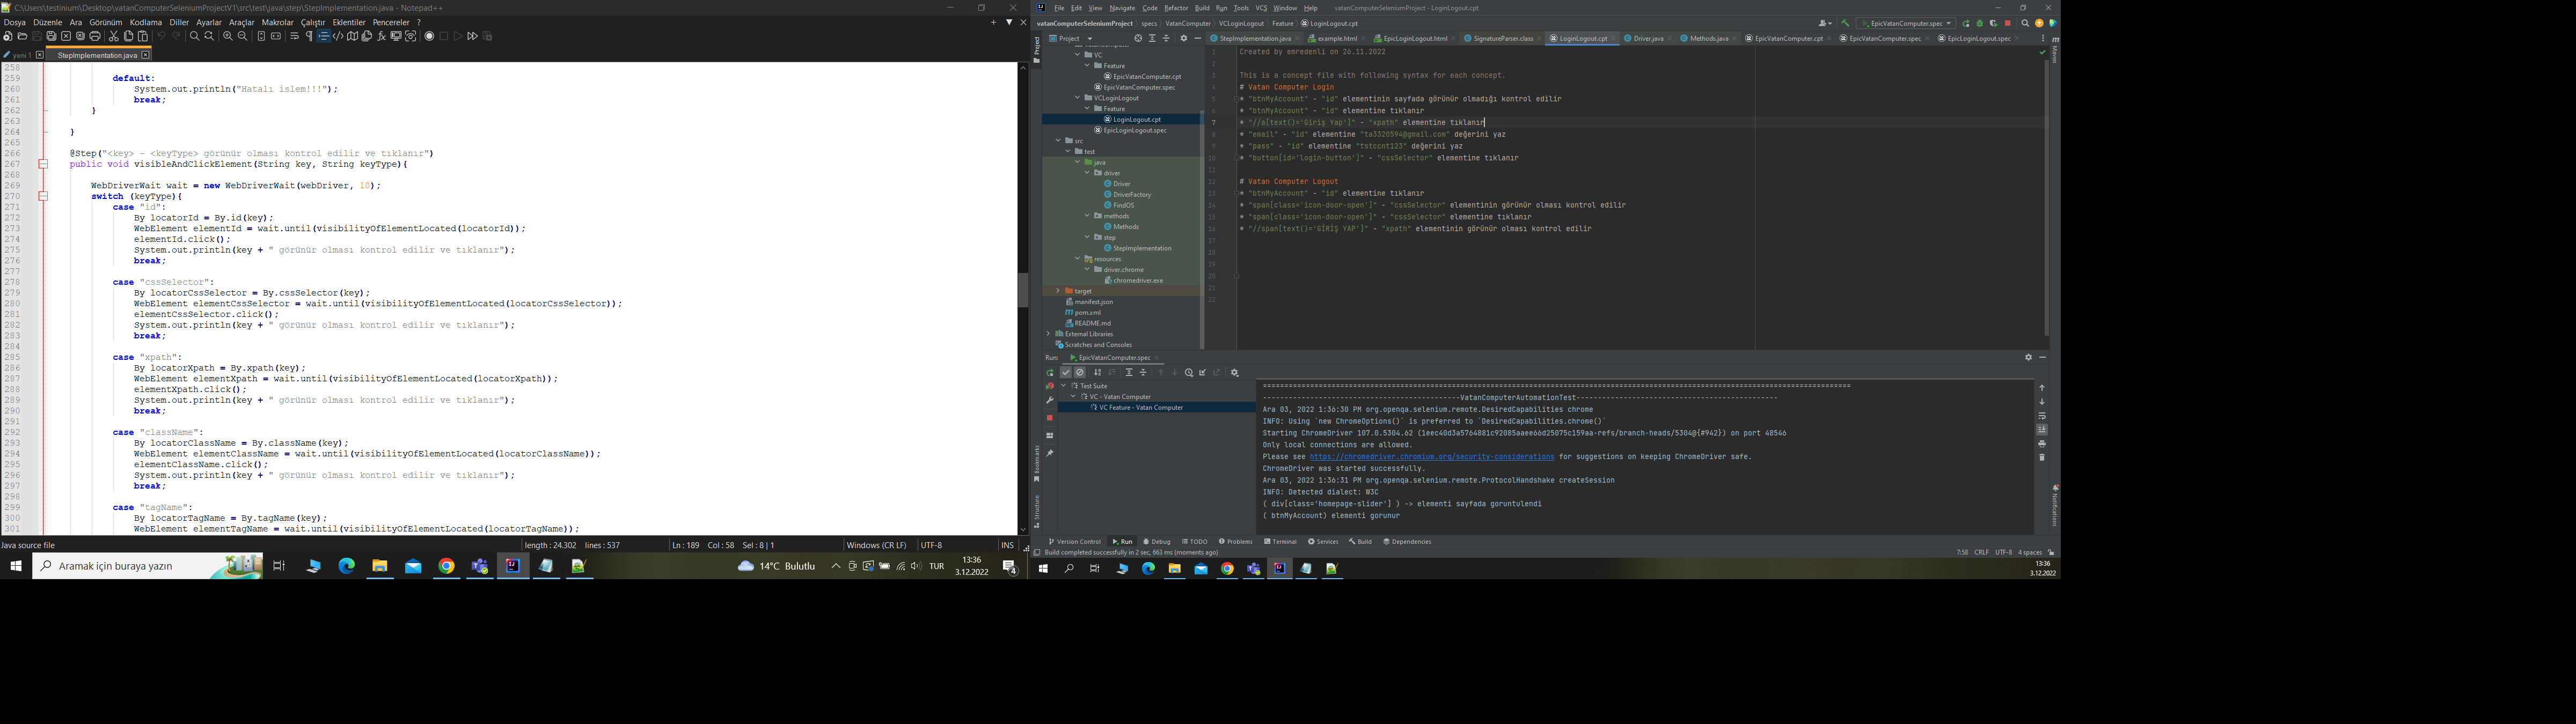 C:\Users\testinium\Desktop\vatanComputerSeleniumProjectV1\src\test\java\step\StepImplementation.java - Notepad++
Dosya Düzenle Ara Görünüm Kodlama Diller Ayarlar Araçlar Makrolar Çalıştır Eklentiler Pencereler ?
yeni 1 StepImplementation.java
258
259 default:
260 System.out.println("Hatalı islem!!!");
261 break;
262 }
263
264 }
265
266 @Step("<key> - <keyType> görünür olması kontrol edilir ve tıklanır")
267 public void visibleAndClickElement(String key, String keyType){
268
269 WebDriverWait wait = new WebDriverWait(webDriver, 10);
270 switch (keyType){
271 case "id":
272 By locatorId = By.id(key);
273 WebElement elementId = wait.until(visibilityOfElementLocated(locatorId));
274 elementId.click();
275 System.out.println(key + " görünür olması kontrol edilir ve tıklanır");
276 break;
277
278 case "cssSelector":
279 By locatorCssSelector = By.cssSelector(key);
280 WebElement elementCssSelector = wait.until(visibilityOfElementLocated(locatorCssSelector));
281 elementCssSelector.click();
282 System.out.println(key + " görünür olması kontrol edilir ve tıklanır");
283 break;
284
285 case "xpath":
286 By locatorXpath = By.xpath(key);
287 WebElement elementXpath = wait.until(visibilityOfElementLocated(locatorXpath));
288 elementXpath.click();
289 System.out.println(key + " görünür olması kontrol edilir ve tıklanır");
290 break;
291
292 case "className":
293 By locatorClassName = By.className(key);
294 WebElement elementClassName = wait.until(visibilityOfElementLocated(locatorClassName));
295 elementClassName.click();
296 System.out.println(key + " görünür olması kontrol edilir ve tıklanır");
297 break;
298
299 case "tagName":
300 By locatorTagName = By.tagName(key);
301 WebElement elementTagName = wait.until(visibilityOfElementLocated(locatorTagName));
Java source file length : 24.302 lines : 537 Ln : 189 Col : 58 Sel : 8 | 1 Windows (CR LF) UTF-8 INS
Aramak için buraya yazın 14°C Bulutlu TUR 13:36
3.12.2022 4
File Edit View Navigate Code Refactor Build Run Tools VCS Window Help vatanComputerSeleniumProject - LoginLogout.cpt
vatanComputerSeleniumProject specs VatanComputer VCLoginLogout Feature LoginLogout.cpt EpicVatanComputer.spec
Project StepImplementation.java example.html EpicLoginLogout.html SignatureParser.class LoginLogout.cpt Driver.java Methods.java EpicVatanComputer.cpt EpicVatanComputer.spec EpicLoginLogout.spec
Project
Maven
VC
Feature
EpicVatanComputer.cpt
EpicVatanComputer.spec
VCLoginLogout
Feature
LoginLogout.cpt
EpicLoginLogout.spec
src
test
java
driver
Driver
DriverFactory
FindOS
methods
Methods
step
StepImplementation
resources
driver.chrome
chromedriver.exe
target
manifest.json
pom.xml
README.md
External Libraries
Scratches and Consoles
1 Created by emredenli on 26.11.2022
2
3 This is a concept file with following syntax for each concept.
4 # Vatan Computer Login
5 * "btnMyAccount" - "id" elementinin sayfada görünür olmadığı kontrol edilir
6 * "btnMyAccount" - "id" elementine tıklanır
7 * "//a[text()='Giriş Yap']" - "xpath" elementine tıklanır
8 * "email" - "id" elementine "ta3320594@gmail.com" değerini yaz
9 * "pass" - "id" elementine "tstccnt123" değerini yaz
10 * "button[id='login-button']" - "cssSelector" elementine tıklanır
11
12 # Vatan Computer Logout
13 * "btnMyAccount" - "id" elementine tıklanır
14 * "span[class='icon-door-open']" - "cssSelector" elementinin görünür olması kontrol edilir
15 * "span[class='icon-door-open']" - "cssSelector" elementine tıklanır
16 * "//span[text()='GİRİŞ YAP']" - "xpath" elementinin görünür olması kontrol edilir
17
18
19
20
21
22
Run: EpicVatanComputer.spec
Test Suite
VC - Vatan Computer
VC Feature - Vatan Computer
VatanComputerAutomationTest
Ara 03, 2022 1:36:30 PM org.openqa.selenium.remote.DesiredCapabilities chrome
INFO: Using `new ChromeOptions()` is preferred to `DesiredCapabilities.chrome()`
Starting ChromeDriver 107.0.5304.62 (1eec40d3a5764881c92085aaee66d25075c159aa-refs/branch-heads/5304@{#942}) on port 48546
Only local connections are allowed.
Please see https://chromedriver.chromium.org/security-considerations for suggestions on keeping ChromeDriver safe.
ChromeDriver was started successfully.
Ara 03, 2022 1:36:31 PM org.openqa.selenium.remote.ProtocolHandshake createSession
INFO: Detected dialect: W3C
( div[class='homepage-slider'] ) -> elementi sayfada goruntulendi
( btnMyAccount) elementi gorunur
Bookmarks
Structure
Notifications
Version Control Run Debug TODO Problems Terminal Services Build Dependencies
Build completed successfully in 2 sec, 663 ms (moments ago) 7:58 CRLF UTF-8 4 spaces
13:36
3.12.2022